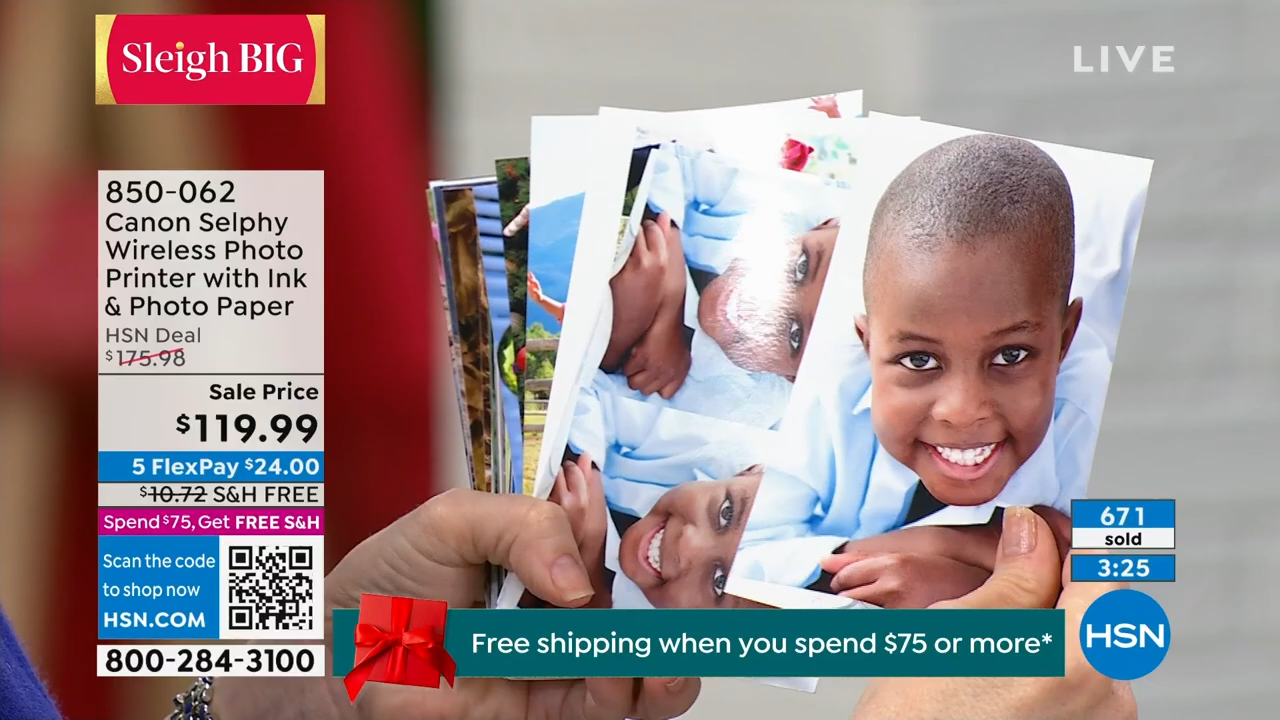 Sleigh BIG
LIVE
850-062
Canon Selphy
Wireless Photo
Printer with Ink
& Photo Paper
HSN Deal
$175.98
Sale Price
$119.99
5 FlexPay $24.00
$10.72 S&H FREE
Spend $75, Get FREE S&H
Scan the code
to shop now
HSN.COM
800-284-3100
671
sold
3:25
Free shipping when you spend $75 or more*
HSN